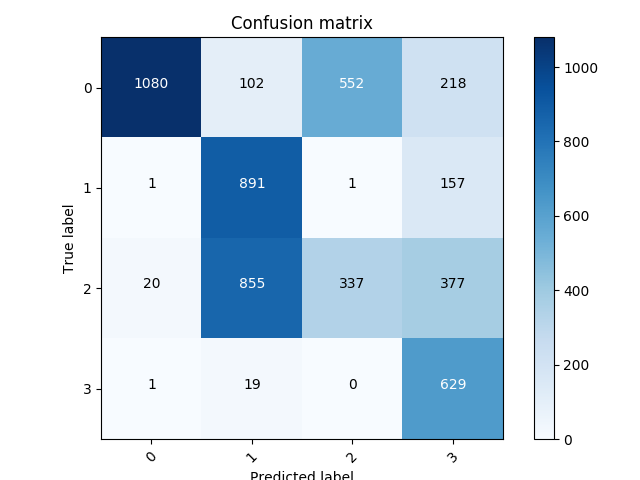 Confusion matrix
0 1080 102 552 218
1 1 891 1 157
2 20 855 337 377
3 1 19 0 629
0 1 2 3
True label
Predicted label
1000
800
600
400
200
0